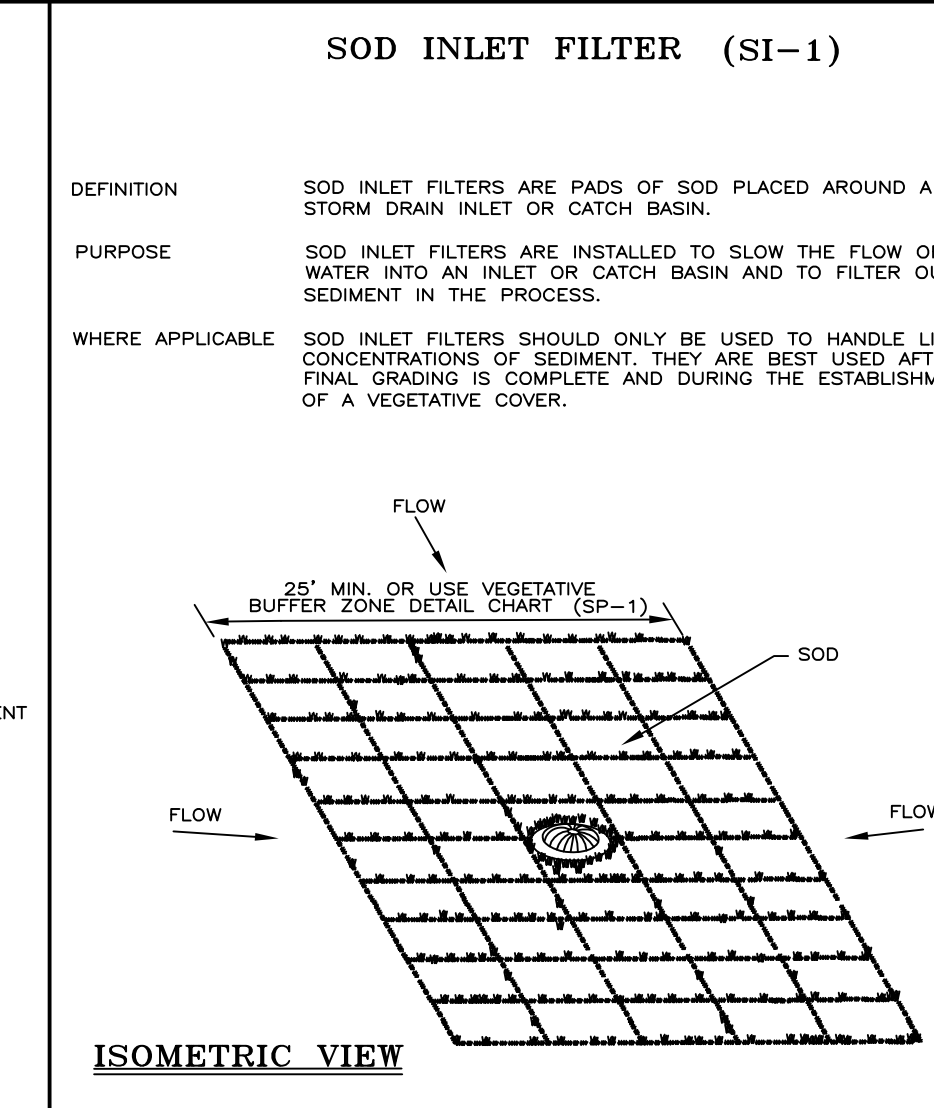 SOD INLET FILTER (SI-1)
DEFINITION
SOD INLET FILTERS ARE PADS OF SOD PLACED AROUND A
STORM DRAIN INLET OR CATCH BASIN.
PURPOSE
SOD INLET FILTERS ARE INSTALLED TO SLOW THE FLOW
WATER INTO AN INLET OR CATCH BASIN AND TO FILTER
SEDIMENT IN THE PROCESS.
WHERE APPLICABLE
SOD INLET FILTERS SHOULD ONLY BE USED TO HANDLE
CONCENTRATIONS OF SEDIMENT. THEY ARE BEST USED
FINAL GRADING IS COMPLETE AND DURING THE
OF A VEGETATIVE COVER.
FLOW
25' MIN. OR USE VEGETATIVE
BUFFER ZONE DETAIL CHART (SP-1)
SOD
FLOW
ISOMETRIC VIEW